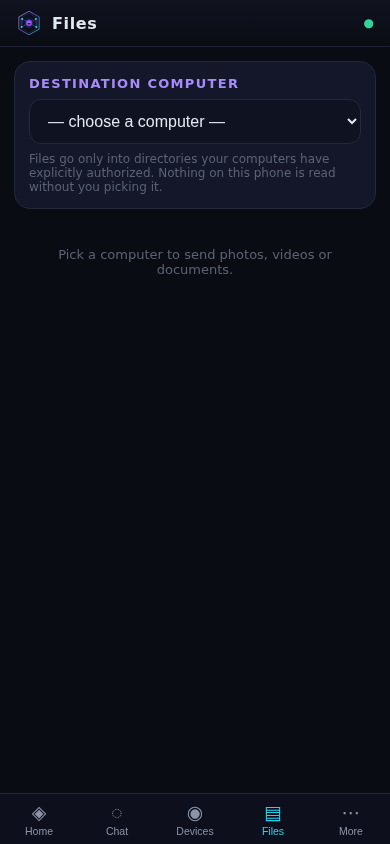 Files
DESTINATION COMPUTER
— choose a computer —
Files go only into directories your computers have
explicitly authorized. Nothing on this phone is read
without you picking it.
Pick a computer to send photos, videos or
documents.
Home
Chat
Devices
Files
More